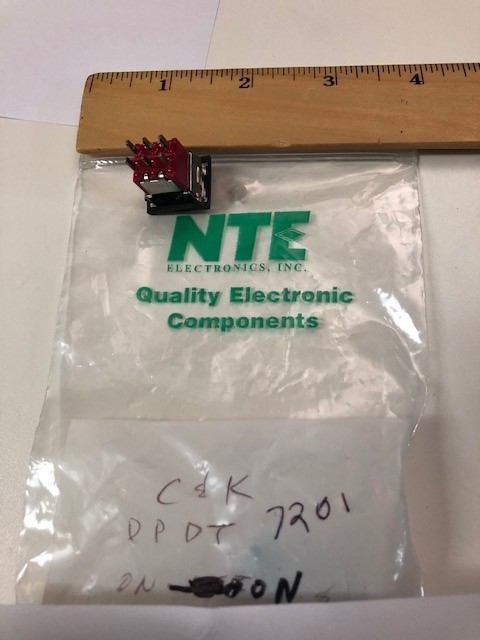 1 2 3 4
NTE
ELECTRONICS, INC.
Quality Electronic
Components
C & K
DPDT 7201
ON - ON